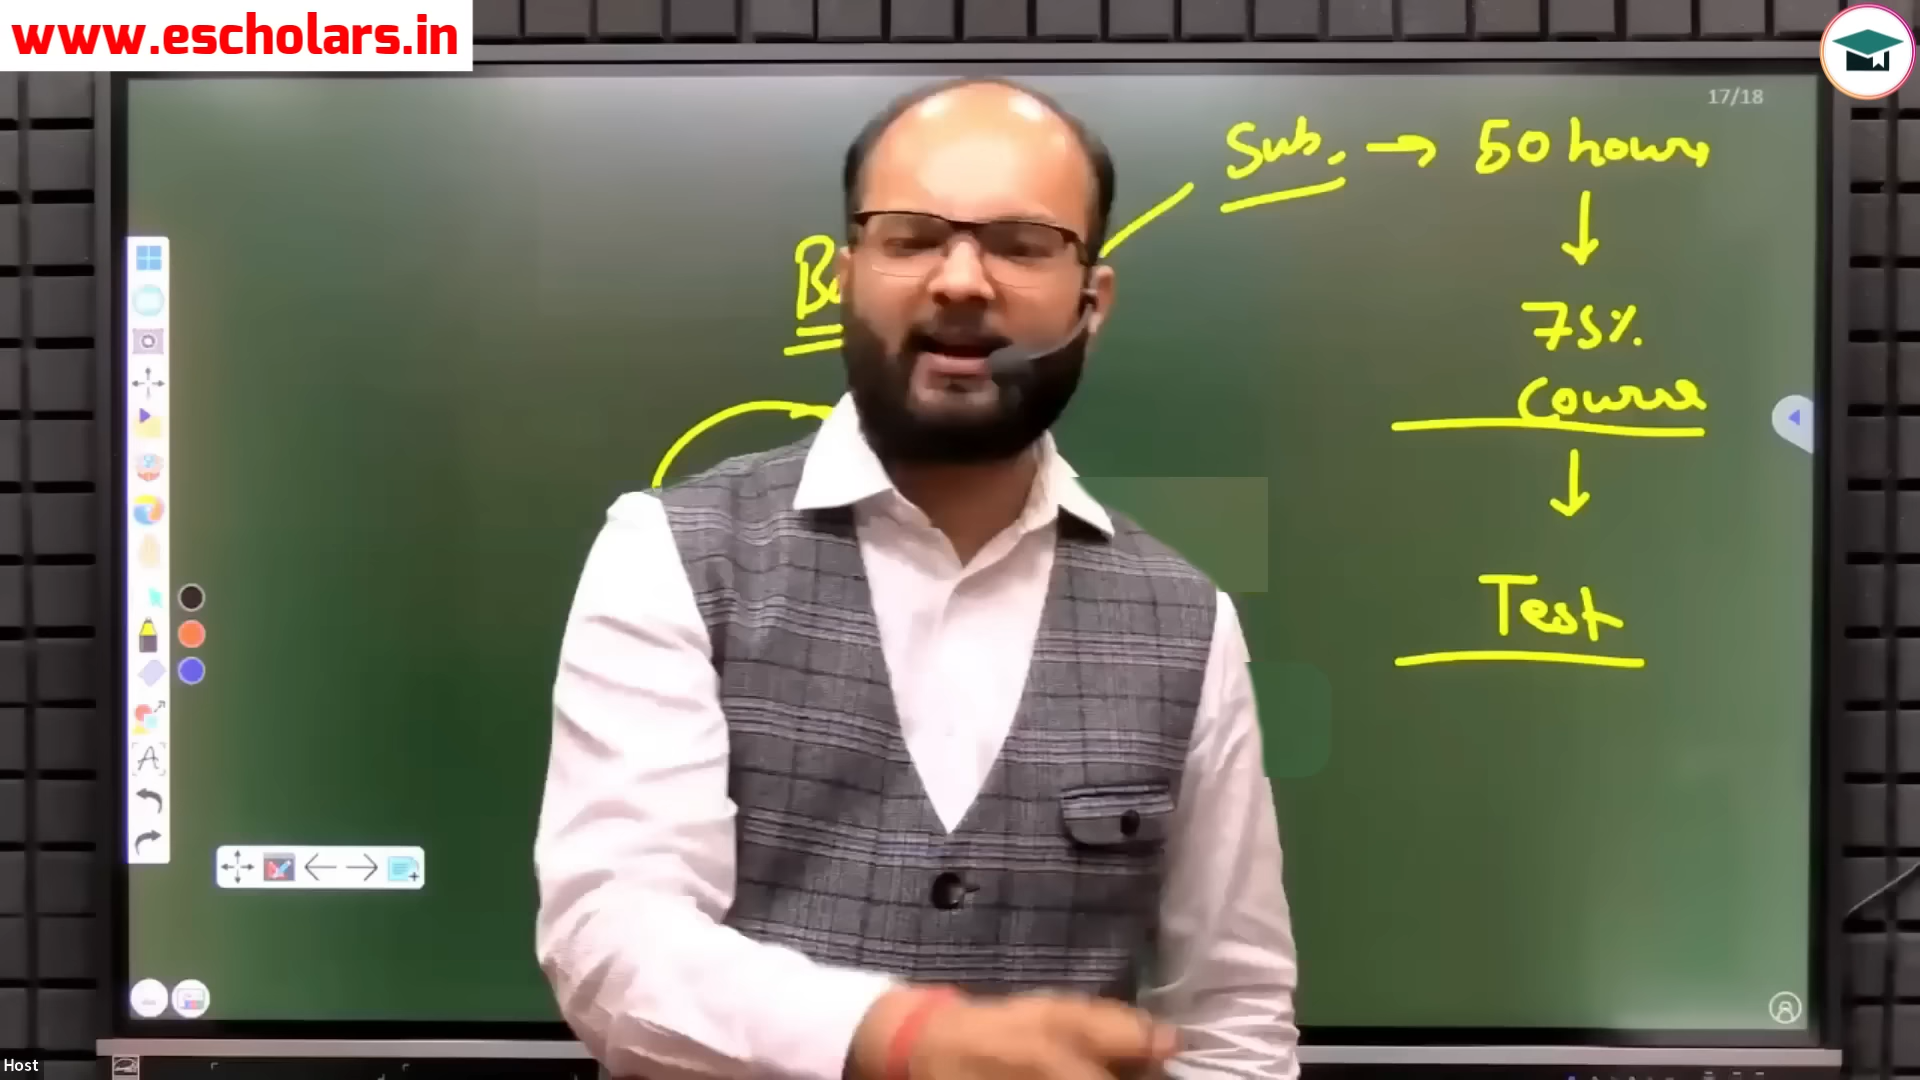 www.escholars.in
17/18
Sub. → 50 hours
↓
75%
Course
↓
Test
Host